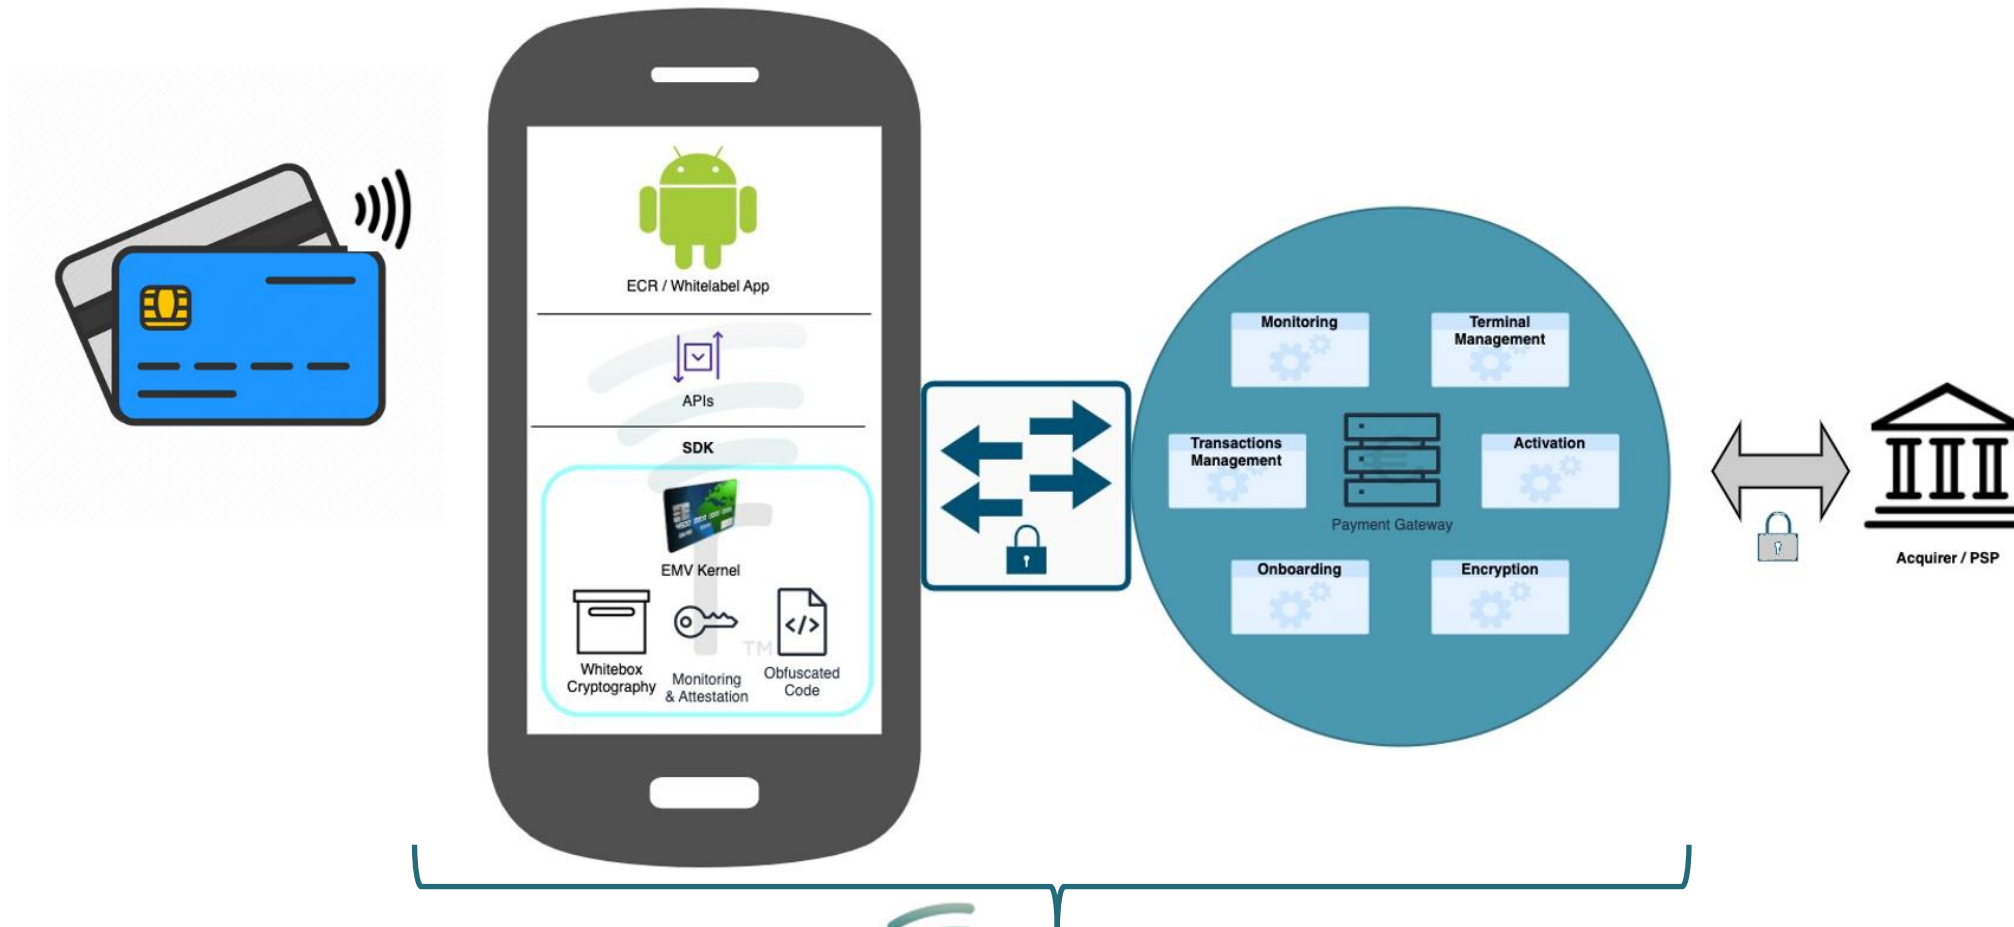 ECR / Whitelabel App
APIs
SDK
EMV Kernel
Whitebox
Cryptography
Monitoring
& Attestation
Obfuscated
Code
TM
Monitoring
Terminal
Management
Transactions
Management
Activation
Payment Gateway
Onboarding
Encryption
Acquirer / PSP